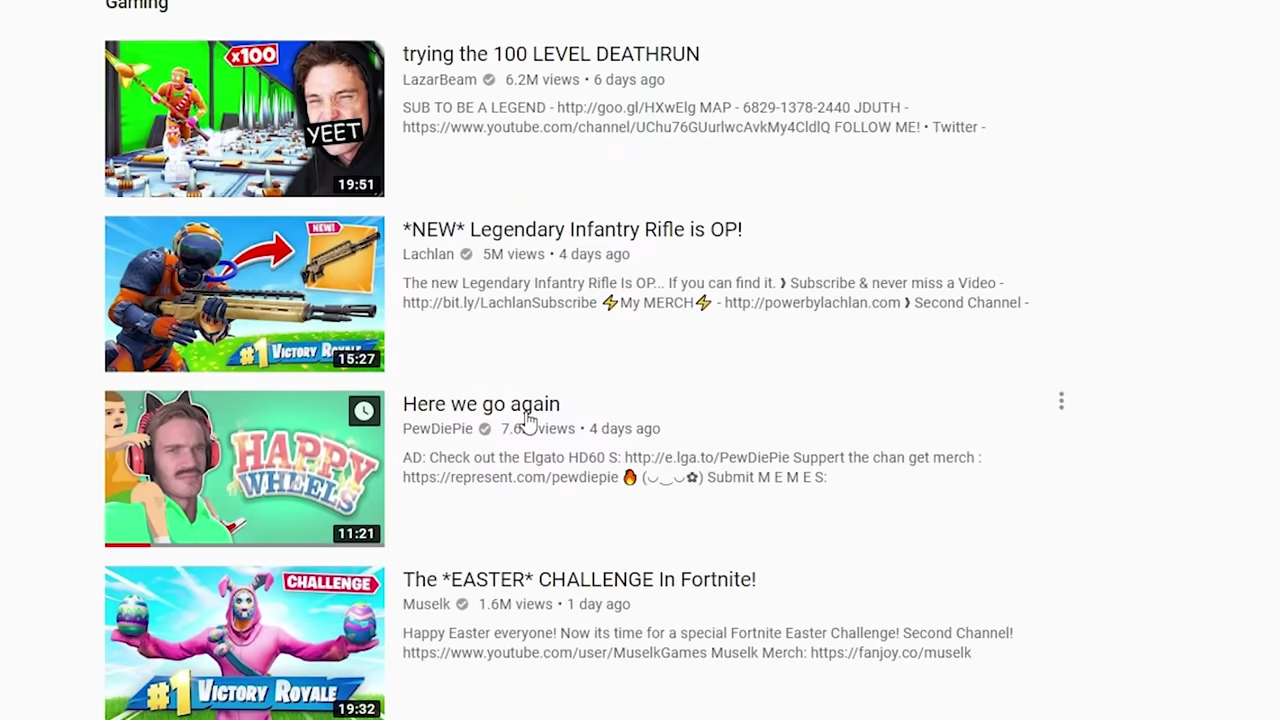 Gaming
x100
YEET
19:51
trying the 100 LEVEL DEATHRUN
LazarBeam 6.2M views • 6 days ago
SUB TO BE A LEGEND - http://goo.gl/HXwElg MAP - 6829-1378-2440 JDUTH -
https://www.youtube.com/channel/UChu76GUurlwcAvkMy4CldlQ FOLLOW ME! • Twitter -
NEW!
#1 VICTORY ROYALE
15:27
*NEW* Legendary Infantry Rifle is OP!
Lachlan 5M views • 4 days ago
The new Legendary Infantry Rifle Is OP... If you can find it. ❫ Subscribe & never miss a Video -
http://bit.ly/LachlanSubscribe ⚡My MERCH⚡ - http://powerbylachlan.com ❫ Second Channel -
HAPPY
WHEELS
11:21
Here we go again
PewDiePie views • 4 days ago
AD: Check out the Elgato HD60 S: http://e.lga.to/PewDiePie Suppert the chan get merch :
https://represent.com/pewdiepie 🔥 (◡‿◡✿) Submit M E M E S:
CHALLENGE
#1 VICTORY ROYALE
19:32
The *EASTER* CHALLENGE In Fortnite!
Muselk 1.6M views • 1 day ago
Happy Easter everyone! Now its time for a special Fortnite Easter Challenge! Second Channel!
https://www.youtube.com/user/MuselkGames Muselk Merch: https://fanjoy.co/muselk